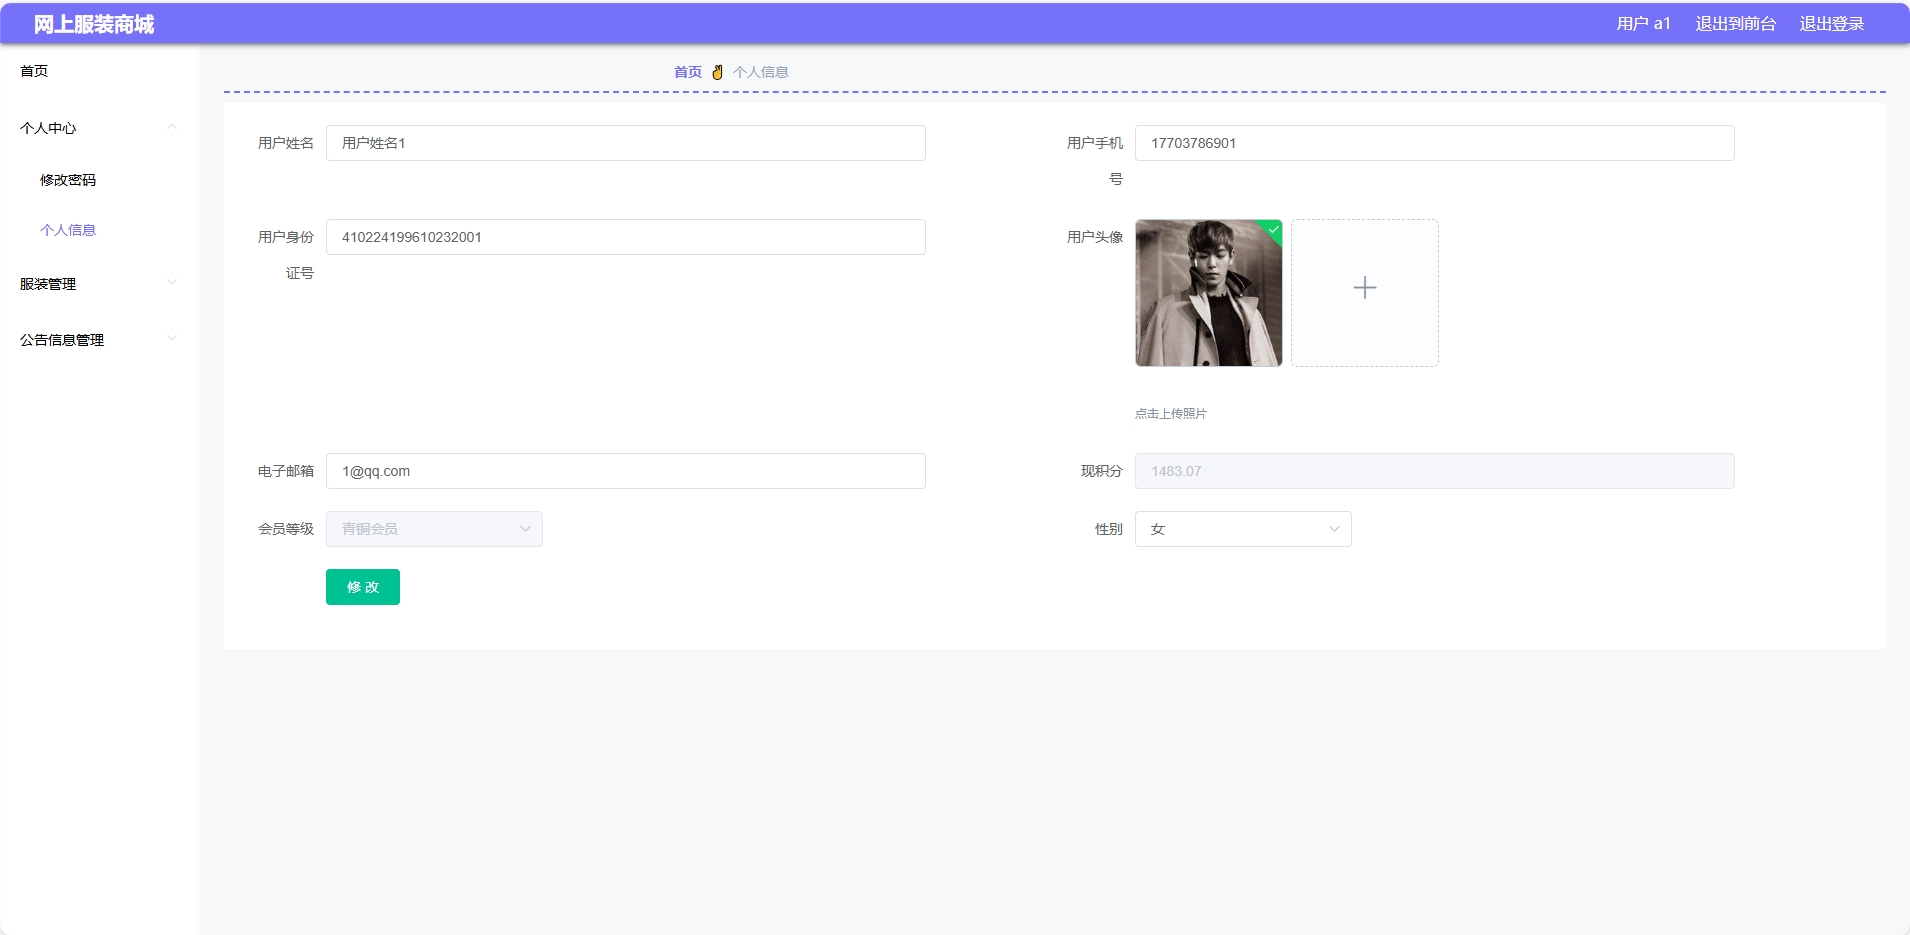 网上服装商城
用户 a1 退出到前台 退出登录
首页
个人中心
修改密码
个人信息
服装管理
公告信息管理
首页 ✌ 个人信息
用户姓名 用户姓名1
用户手机号 17703786901
用户身份证号 410224199610232001
用户头像
点击上传照片
电子邮箱 1@qq.com
现积分 1483.07
会员等级 青铜会员
性别 女
修 改